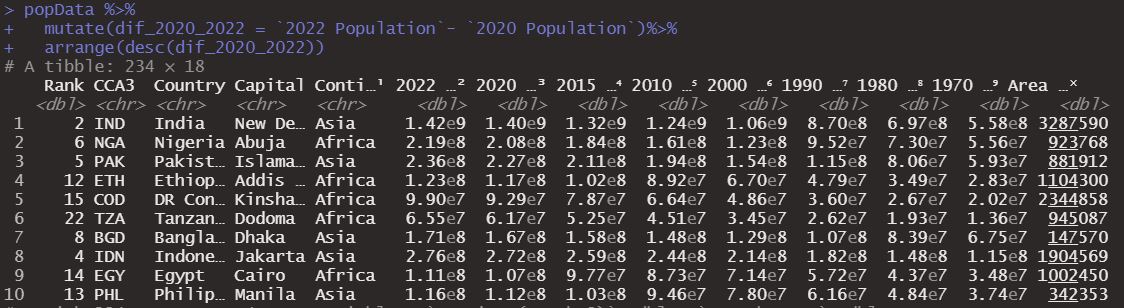 > popData %>%
+   mutate(dif_2020_2022 = `2022 Population`- `2020 Population`)%>%
+   arrange(desc(dif_2020_2022))
# A tibble: 234 × 18
    Rank CCA3  Country Capital Conti…¹ 2022 …² 2020 …³ 2015 …⁴ 2010 …⁵ 2000 …⁶ 1990 …⁷ 1980 …⁸ 1970 …⁹ Area …ˣ
   <dbl> <chr> <chr>   <chr>   <chr>     <dbl>   <dbl>   <dbl>   <dbl>   <dbl>   <dbl>   <dbl>   <dbl>   <dbl>
 1     2 IND   India   New De… Asia     1.42e9  1.40e9  1.32e9  1.24e9  1.06e9  8.70e8  6.97e8  5.58e8 3287590
 2     6 NGA   Nigeria Abuja   Africa   2.19e8  2.08e8  1.84e8  1.61e8  1.23e8  9.52e7  7.30e7  5.56e7  923768
 3     5 PAK   Pakist… Islama… Asia     2.36e8  2.27e8  2.11e8  1.94e8  1.54e8  1.15e8  8.06e7  5.93e7  881912
 4    12 ETH   Ethiop… Addis … Africa   1.23e8  1.17e8  1.02e8  8.92e7  6.70e7  4.79e7  3.49e7  2.83e7 1104300
 5    15 COD   DR Con… Kinsha… Africa   9.90e7  9.29e7  7.87e7  6.64e7  4.86e7  3.60e7  2.67e7  2.02e7 2344858
 6    22 TZA   Tanzan… Dodoma  Africa   6.55e7  6.17e7  5.25e7  4.51e7  3.45e7  2.62e7  1.93e7  1.36e7  945087
 7     8 BGD   Bangla… Dhaka   Asia     1.71e8  1.67e8  1.58e8  1.48e8  1.29e8  1.07e8  8.39e7  6.75e7  147570
 8     4 IDN   Indone… Jakarta Asia     2.76e8  2.72e8  2.59e8  2.44e8  2.14e8  1.82e8  1.48e8  1.15e8 1904569
 9    14 EGY   Egypt   Cairo   Africa   1.11e8  1.07e8  9.77e7  8.73e7  7.14e7  5.72e7  4.37e7  3.48e7 1002450
10    13 PHL   Philip… Manila  Asia     1.16e8  1.12e8  1.03e8  9.46e7  7.80e7  6.16e7  4.84e7  3.74e7  342353